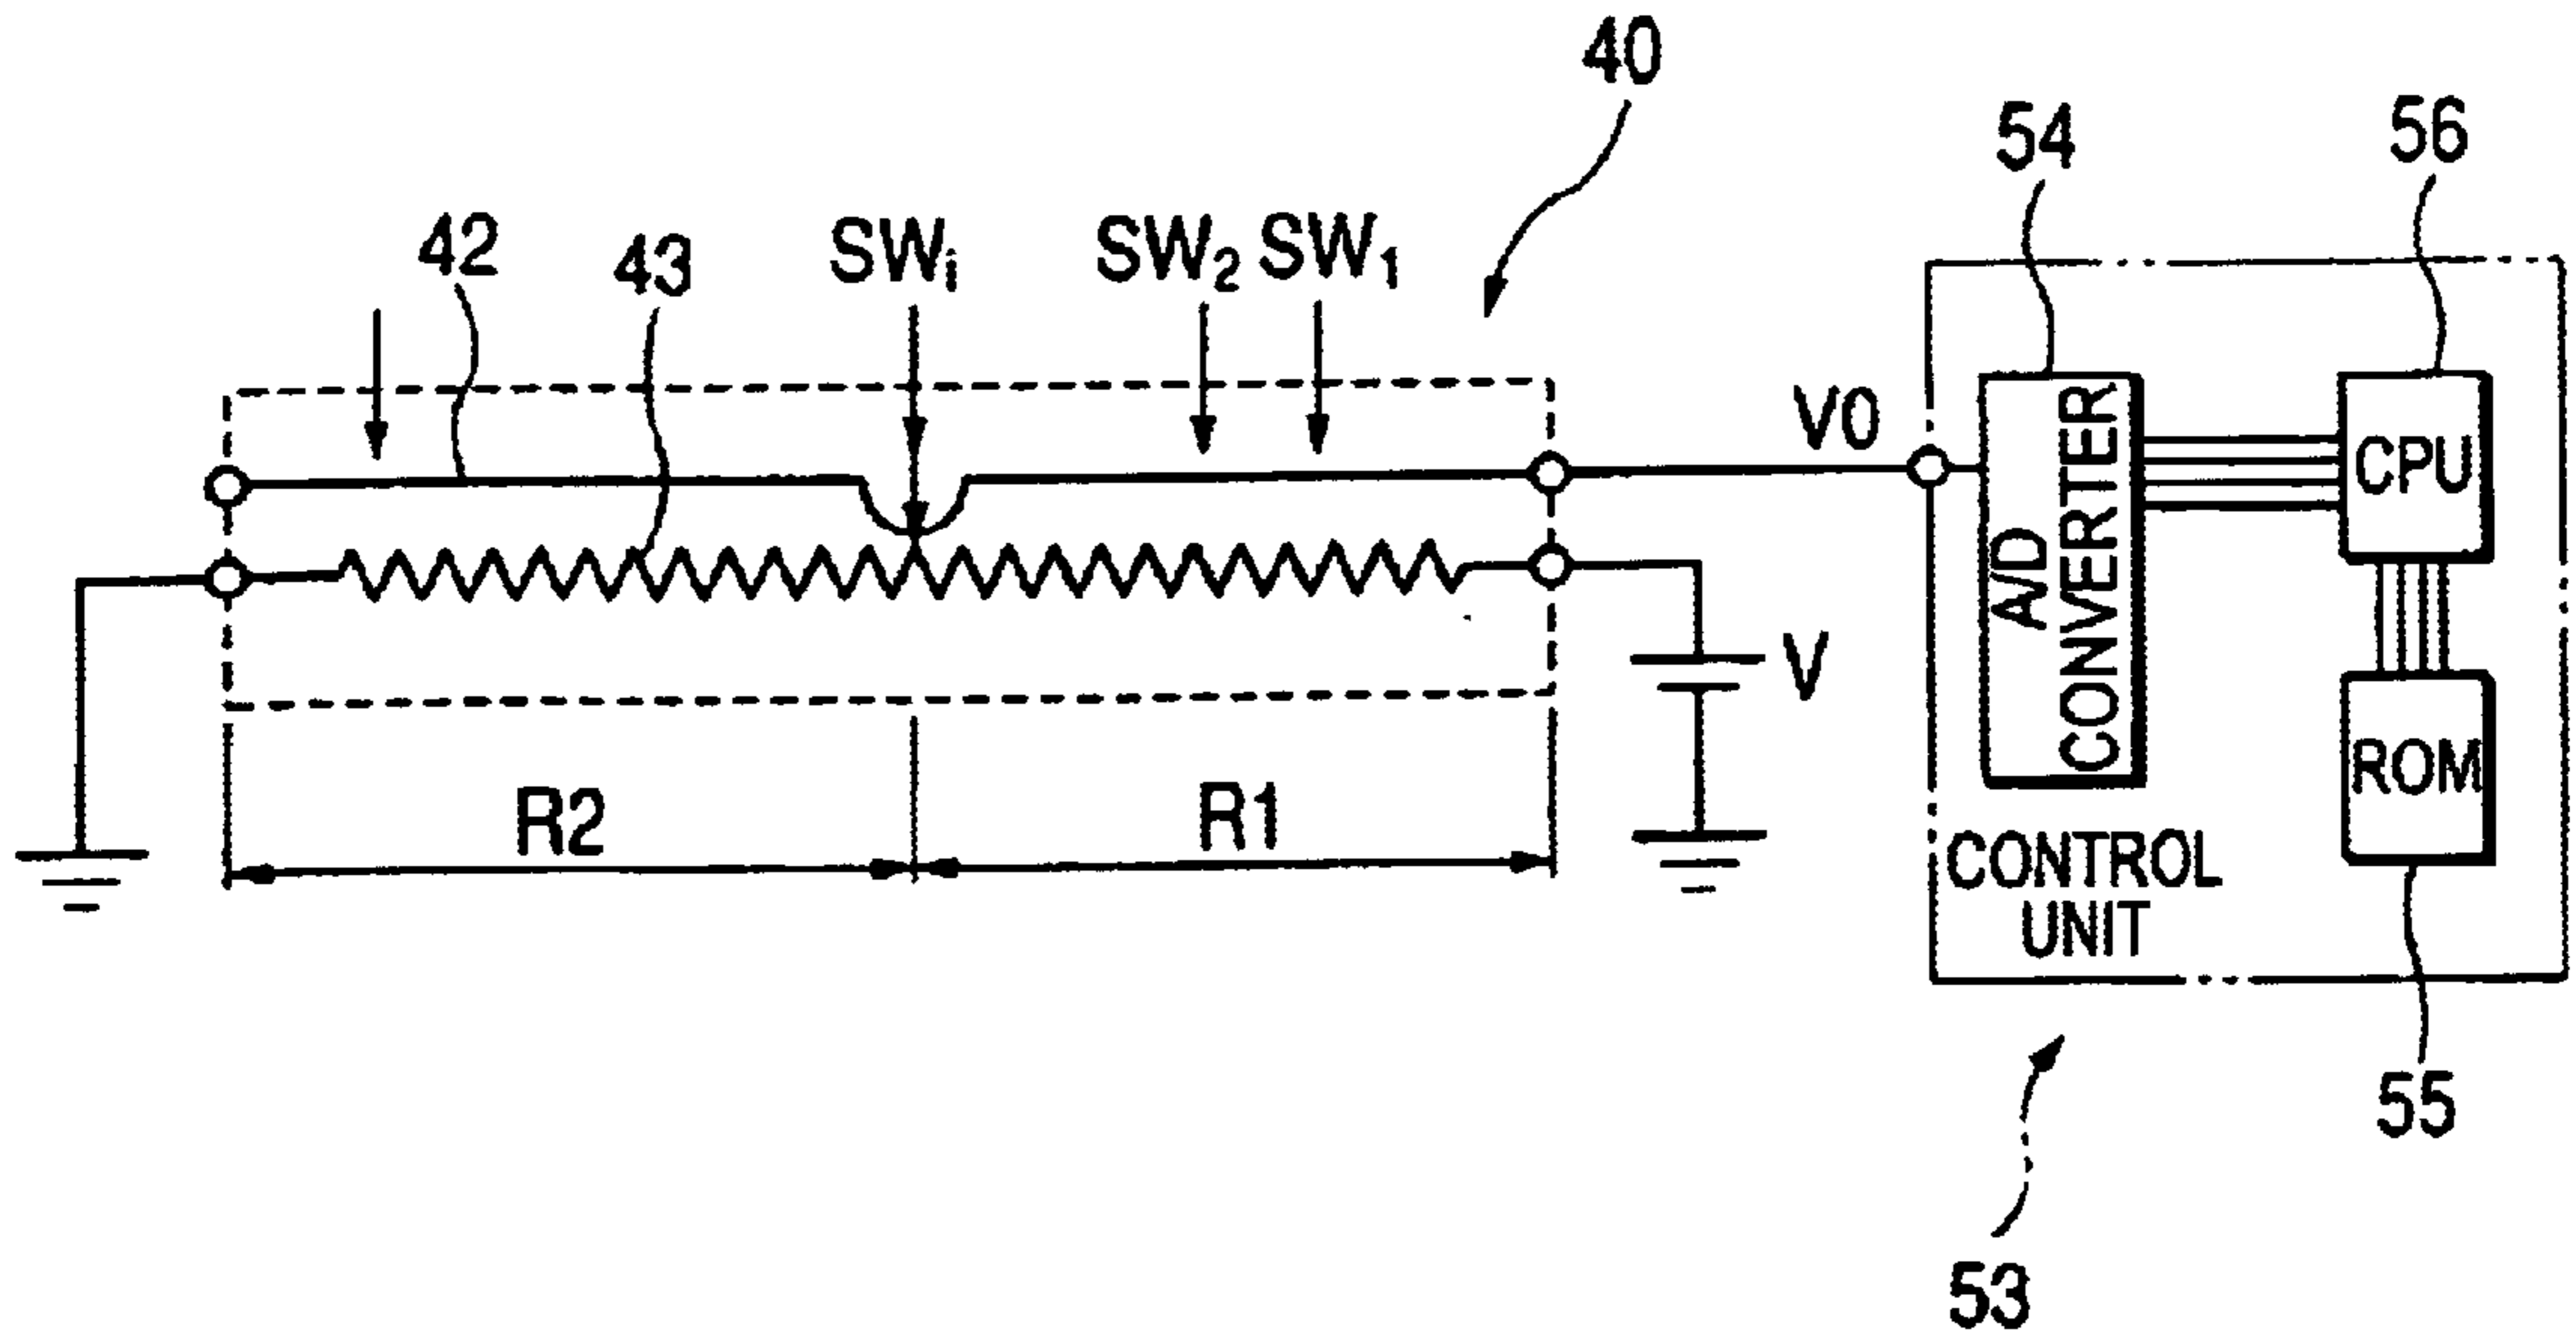 40
54
56
42
43
SWi
SW2
SW1
V0
A/D
CONVERTER
CPU
V
ROM
R2
R1
CONTROL
UNIT
55
53